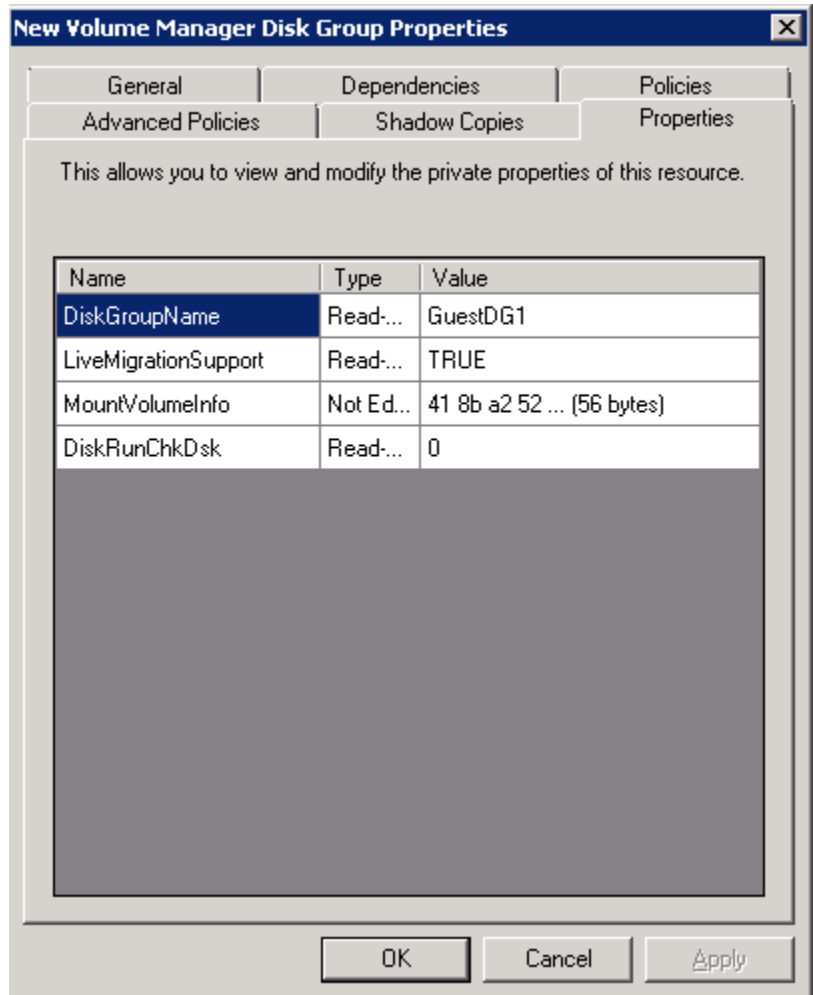 New Volume Manager Disk Group Properties
General Dependencies Policies
Advanced Policies Shadow Copies Properties
This allows you to view and modify the private properties of this resource.
Name Type Value
DiskGroupName Read-... GuestDG1
LiveMigrationSupport Read-... TRUE
MountVolumeInfo Not Ed... 41 8b a2 52 ... (56 bytes)
DiskRunChkDsk Read-... 0
OK Cancel Apply